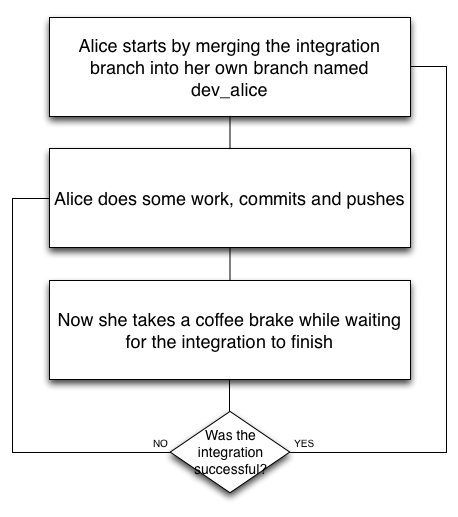 Alice starts by merging the integration
branch into her own branch named
dev_alice
Alice does some work, commits and pushes
Now she takes a coffee brake while waiting
for the integration to finish
Was the
integration
successful?
NO
YES